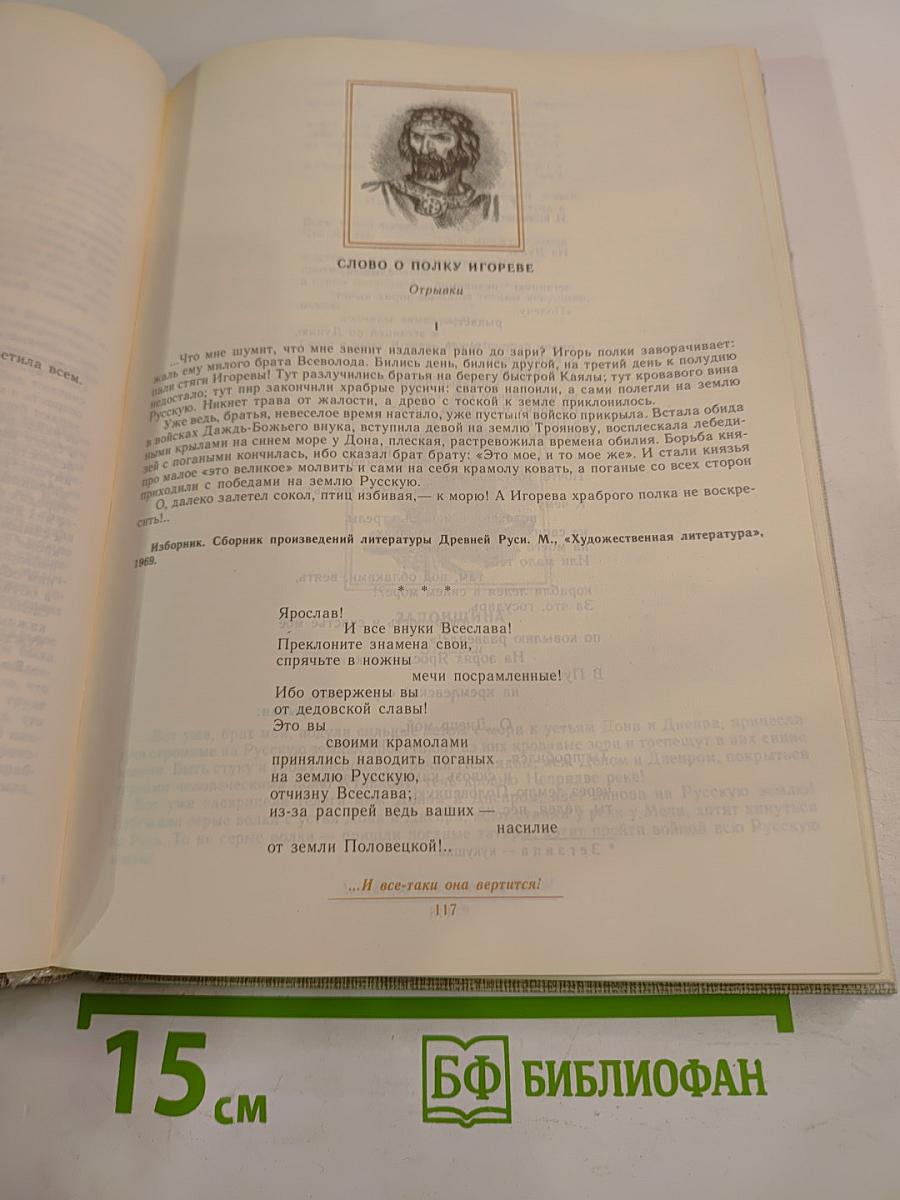 етила всем.
СЛОВО О ПОЛКУ ИГОРЕВЕ
Отрывки
I
...Что мне шумит, что мне звенит издалека рано до зари? Игорь полки заворачивает:
жаль ему милого брата Всеволода. Бились день, бились другой, на третий день к полудню
пали стяги Игоревы! Тут разлучились братья на берегу быстрой Каялы; тут кровавого вина
недостало; тут пир закончили храбрые русичи: сватов напоили, а сами полегли на землю
Русскую. Никнет трава от жалости, а древо с тоской к земле приклонилось.
Уже ведь, братья, невеселое время настало, уже пустыня войско прикрыла. Встала обида
в войсках Даждь-Божьего внука, вступила девой на землю Троянову, восплескала лебеди-
ными крылами на синем море у Дона, плеская, растревожила времена обилия. Борьба кня-
зей с погаными кончилась, ибо сказал брат брату: «Это мое, и то мое же». И стали князья
про малое «это великое» молвить и сами на себя крамолу ковать, а поганые со всех сторон
приходили с победами на землю Русскую.
О, далеко залетел сокол, птиц избивая,— к морю! А Игорева храброго полка не воскре-
сить!..
Изборник. Сборник произведений литературы Древней Руси. М., «Художественная литература»,
1969.
* * *
Ярослав!
И все внуки Всеслава!
Преклоните знамена свои,
спрячьте в ножны
мечи посрамленные!
Ибо отвержены вы
от дедовской славы!
Это вы
своими крамолами
принялись наводить поганых
на землю Русскую,
отчизну Всеслава;
из-за распрей ведь ваших —
насилие
от земли Половецкой!..
...И все-таки она вертится!
117
15 см
БФ БИБЛИОФАН